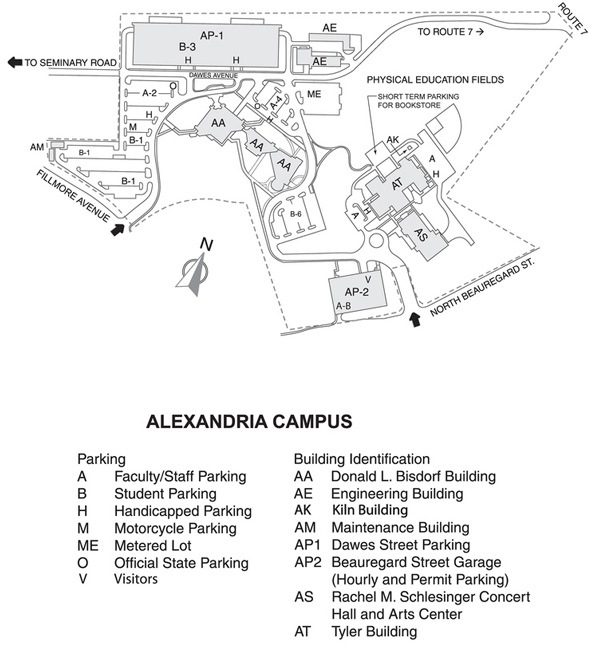 ROUTE 7
TO ROUTE 7 →
AE
AE
AP-1
B-3
H H
DAWES AVENUE
← TO SEMINARY ROAD
PHYSICAL EDUCATION FIELDS
SHORT TERM PARKING
FOR BOOKSTORE
A-2
O
O
A-4
H
ME
H
M
B-1
AM
B-1
B-1
FILLMORE AVENUE
AA
AA
AA
AK
A
H
AT
A
H
AS
B-6
N
V
AP-2
A-B
NORTH BEAUREGARD ST.
ALEXANDRIA CAMPUS
Parking
A Faculty/Staff Parking
B Student Parking
H Handicapped Parking
M Motorcycle Parking
ME Metered Lot
O Official State Parking
V Visitors
Building Identification
AA Donald L. Bisdorf Building
AE Engineering Building
AK Kiln Building
AM Maintenance Building
AP1 Dawes Street Parking
AP2 Beauregard Street Garage
(Hourly and Permit Parking)
AS Rachel M. Schlesinger Concert
Hall and Arts Center
AT Tyler Building